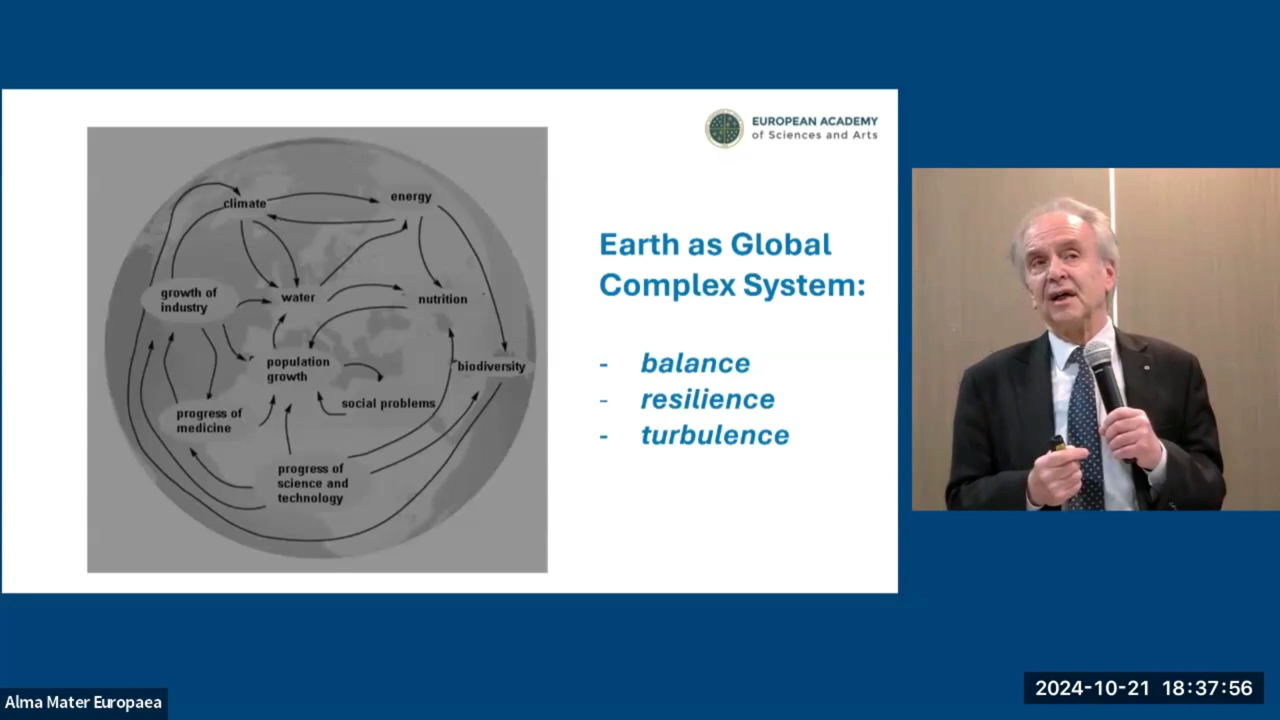 EUROPEAN ACADEMY
of Sciences and Arts
climate
energy
growth of
industry
water
nutrition
population
growth
biodiversity
social problems
progress of
medicine
progress of
science and
technology
Earth as Global
Complex System:
- balance
- resilience
- turbulence
Alma Mater Europaea
2024-10-21 18:37:56